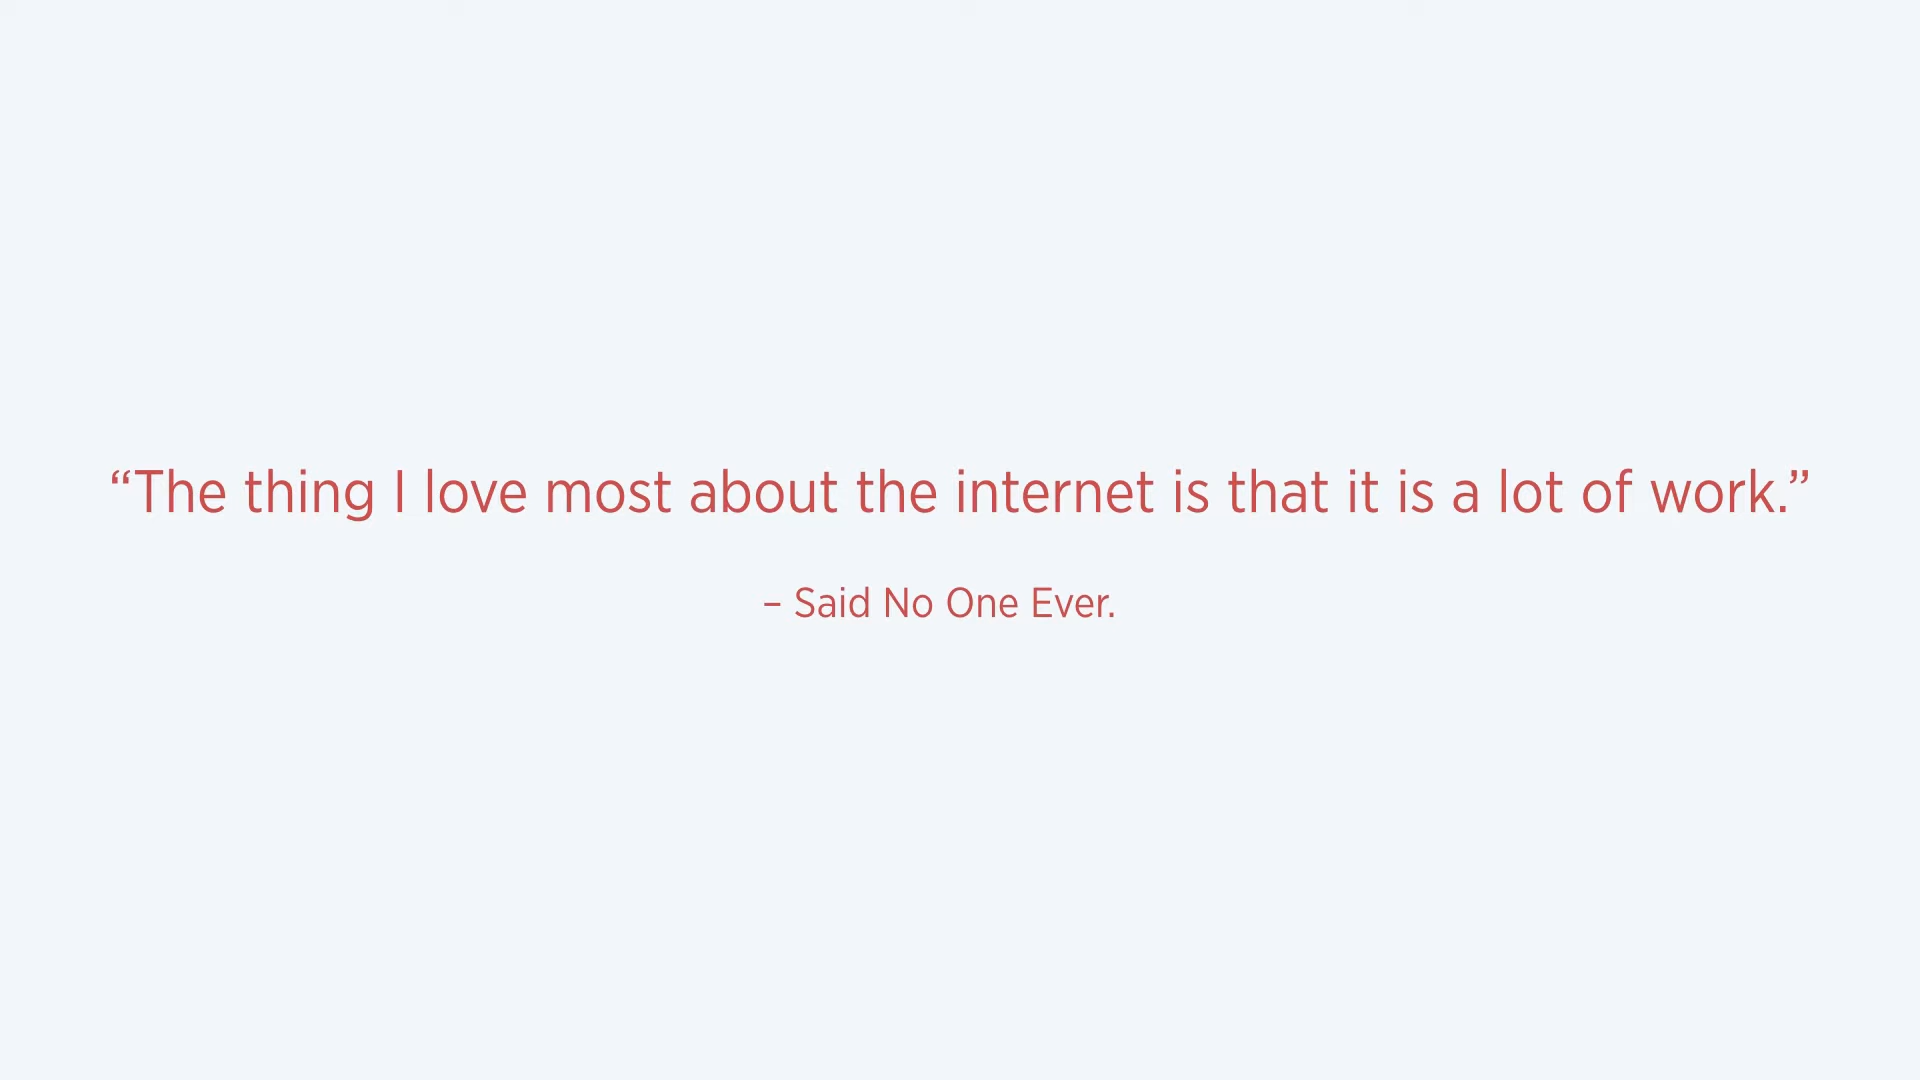 “The thing I love most about the internet is that it is a lot of work.”
– Said No One Ever.